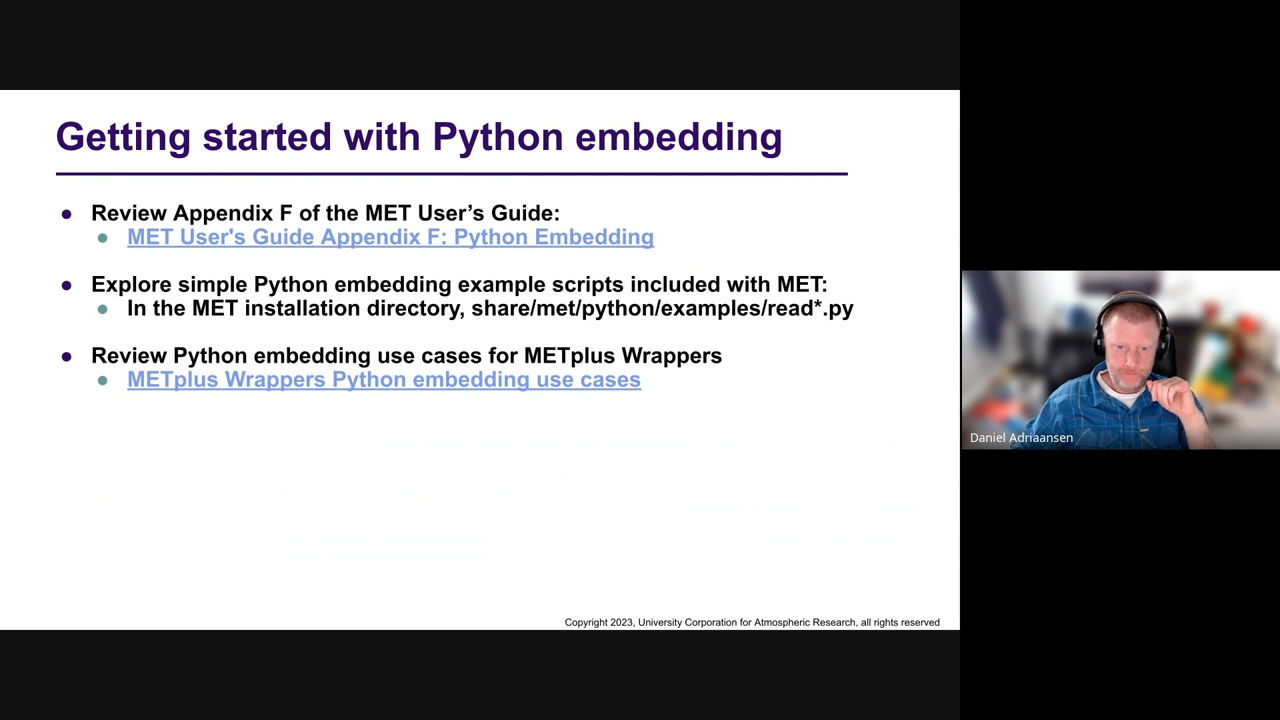 Getting started with Python embedding
● Review Appendix F of the MET User’s Guide:
● MET User's Guide Appendix F: Python Embedding
● Explore simple Python embedding example scripts included with MET:
● In the MET installation directory, share/met/python/examples/read*.py
● Review Python embedding use cases for METplus Wrappers
● METplus Wrappers Python embedding use cases
Daniel Adriaansen
Copyright 2023, University Corporation for Atmospheric Research, all rights reserved